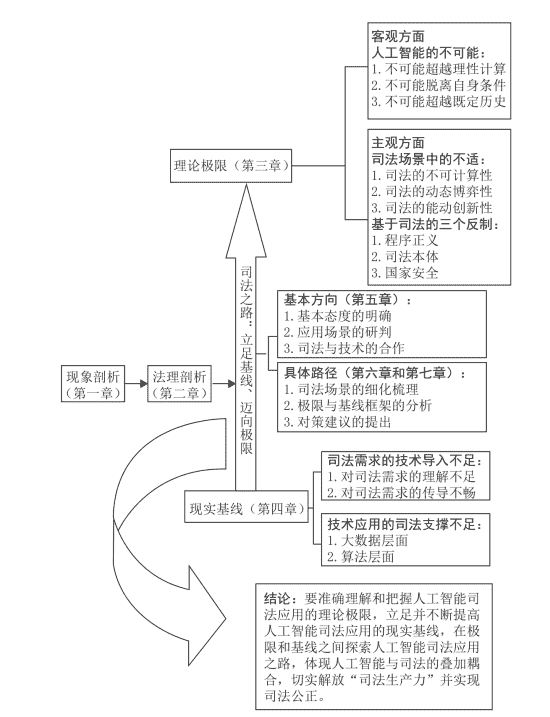 客观方面
人工智能的不可能：
1. 不可能超越理性计算
2. 不可能脱离自身条件
3. 不可能超越既定历史
主观方面
司法场景中的不适：
1. 司法的不可计算性
2. 司法的动态博弈性
3. 司法的能动创新性
基于司法的三个反制：
1. 程序正义
2. 司法本体
3. 国家安全
理论极限（第三章）
司法之路：立足基线、迈向极限
基本方向（第五章）：
1. 基本态度的明确
2. 应用场景的研判
3. 司法与技术的合作
具体路径（第六章和第七章）：
1. 司法场景的细化梳理
2. 极限与基线框架的分析
3. 对策建议的提出
现象剖析
（第一章）
法理剖析
（第二章）
现实基线（第四章）
司法需求的技术导入不足：
1. 对司法需求的理解不足
2. 对司法需求的传导不畅
技术应用的司法支撑不足：
1. 大数据层面
2. 算法层面
结论：要准确理解和把握人工智能司
法应用的理论极限，立足并不断提高
人工智能司法应用的现实基线，在极
限和基线之间探索人工智能司法应用
之路，体现人工智能与司法的叠加耦
合，切实解放“司法生产力”并实现
司法公正。